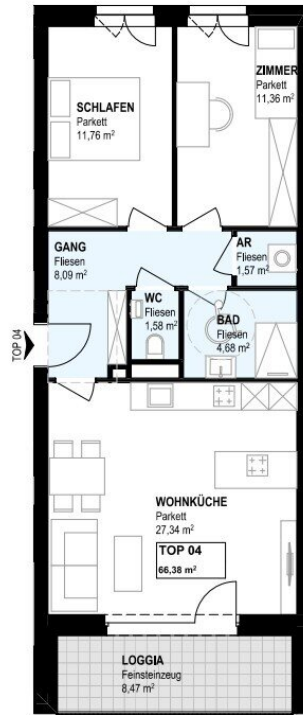 SCHLAFEN
Parkett
11,76 m²
ZIMMER
Parkett
11,36 m²
GANG
Fliesen
8,09 m²
AR
Fliesen
1,57 m²
WC
Fliesen
1,58 m²
BAD
Fliesen
4,68 m²
TOP 04
WOHNKÜCHE
Parkett
27,34 m²
TOP 04
66,38 m²
LOGGIA
Feinsteinzeug
8,47 m²